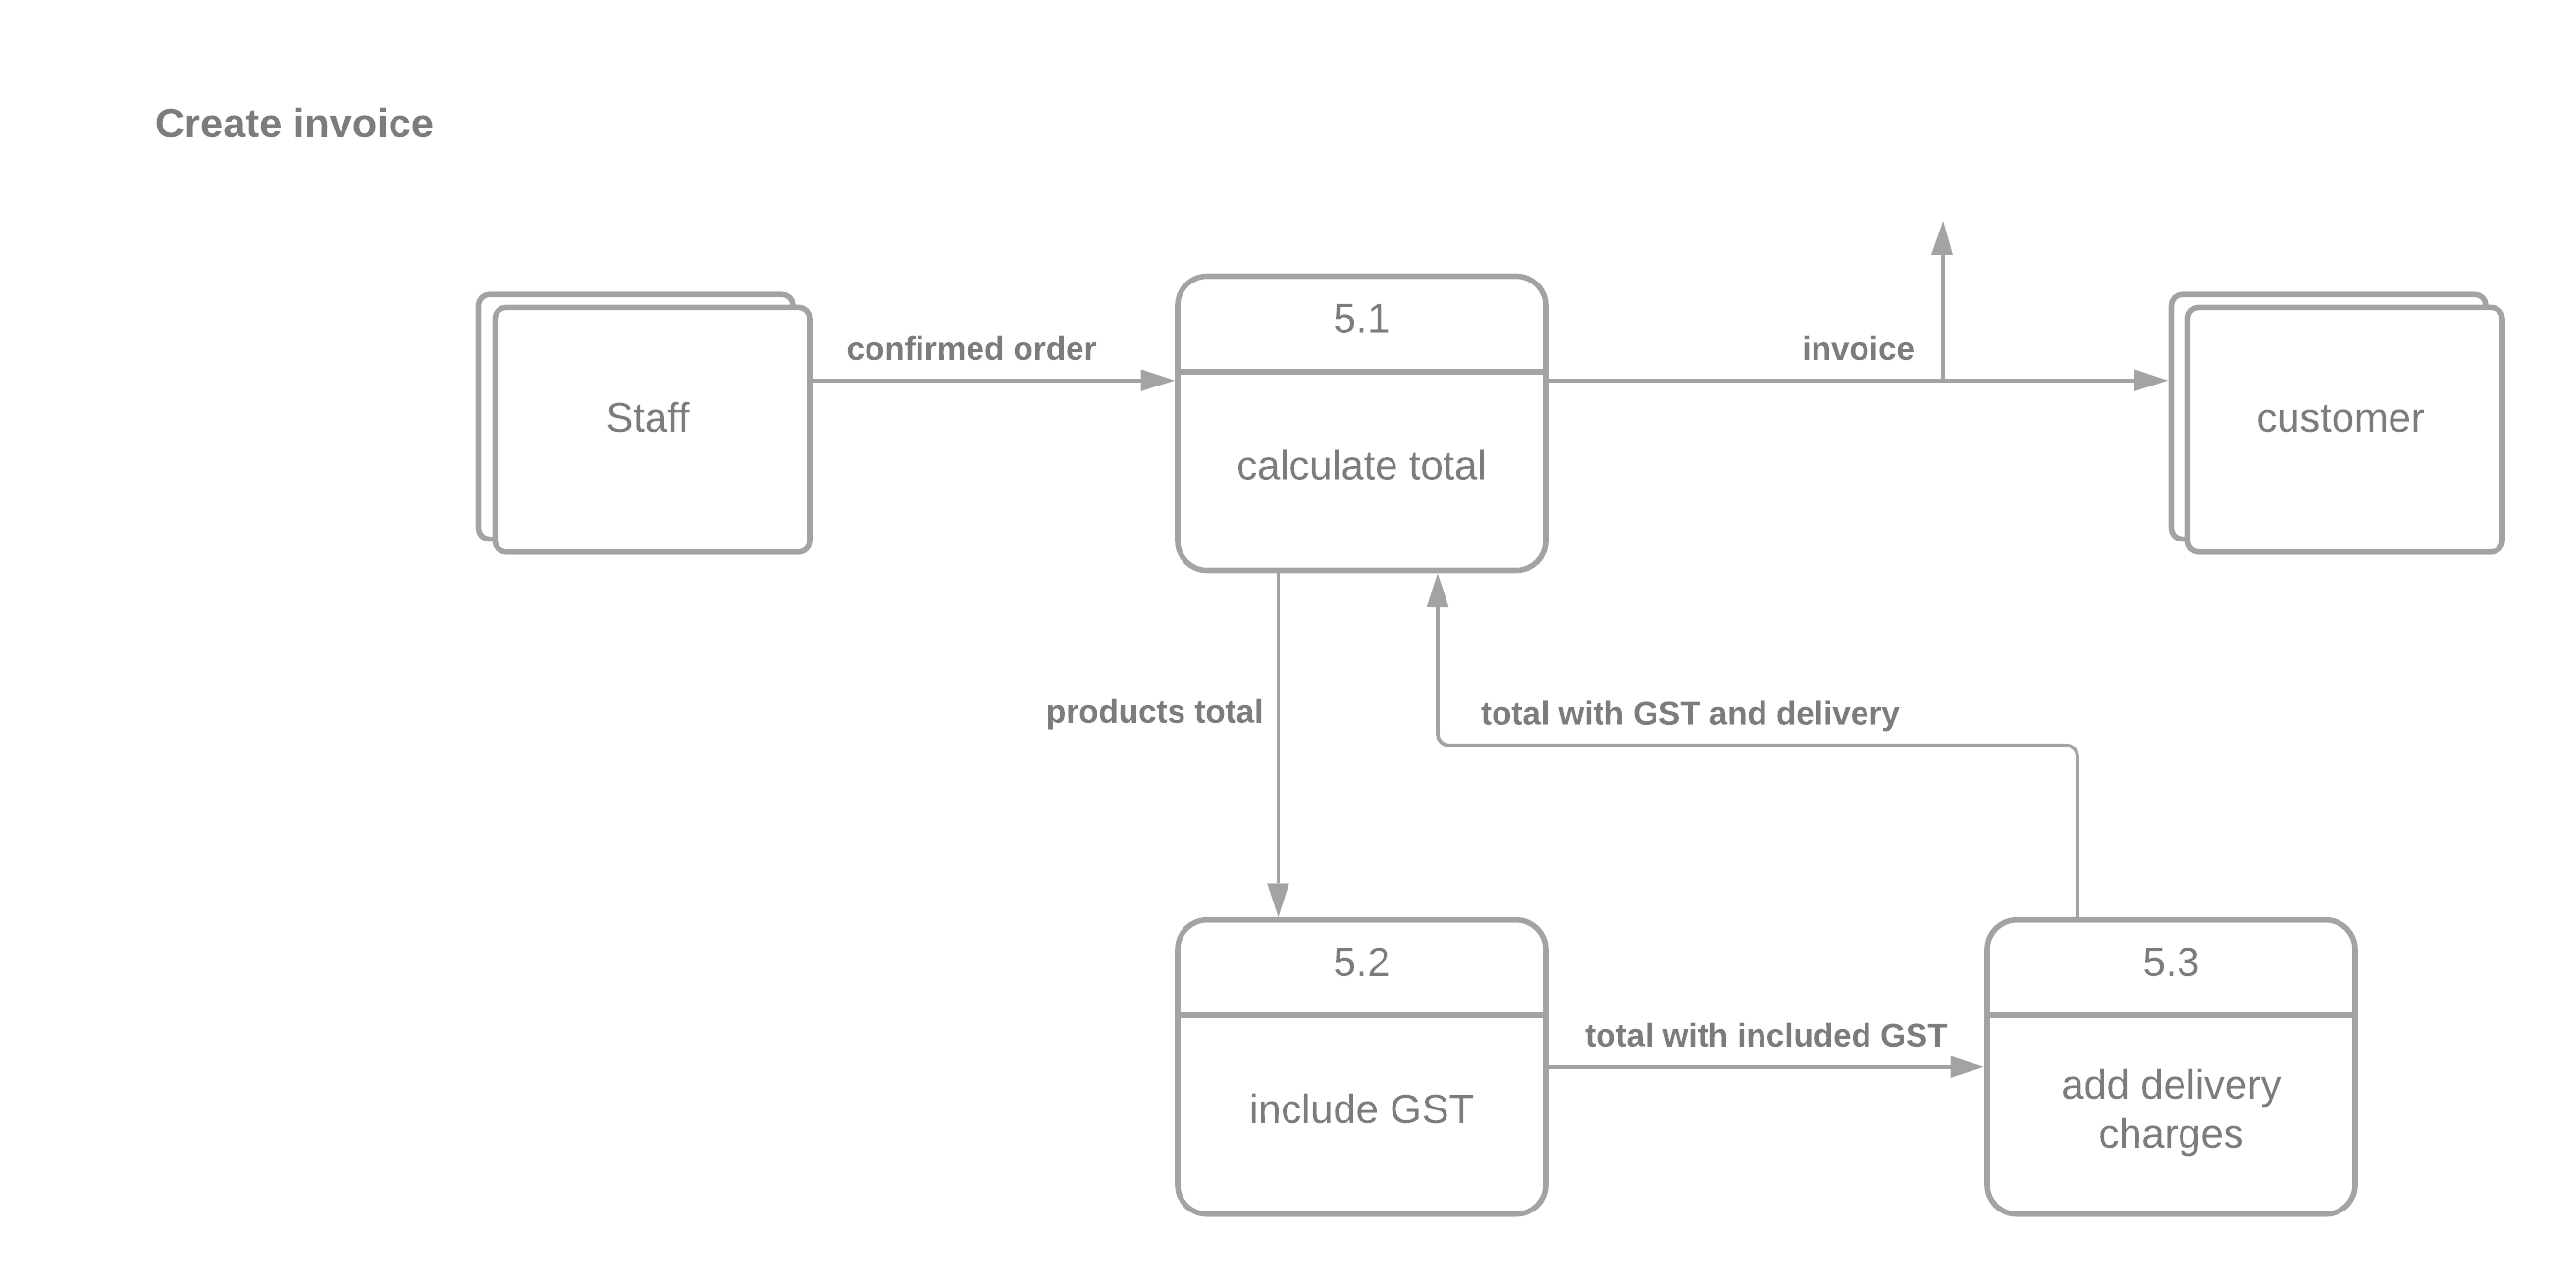 Create invoice
5.1
confirmed order
invoice
Staff
customer
calculate total
products total
total with GST and delivery
5.2
5.3
total with included GST
include GST
add delivery
charges